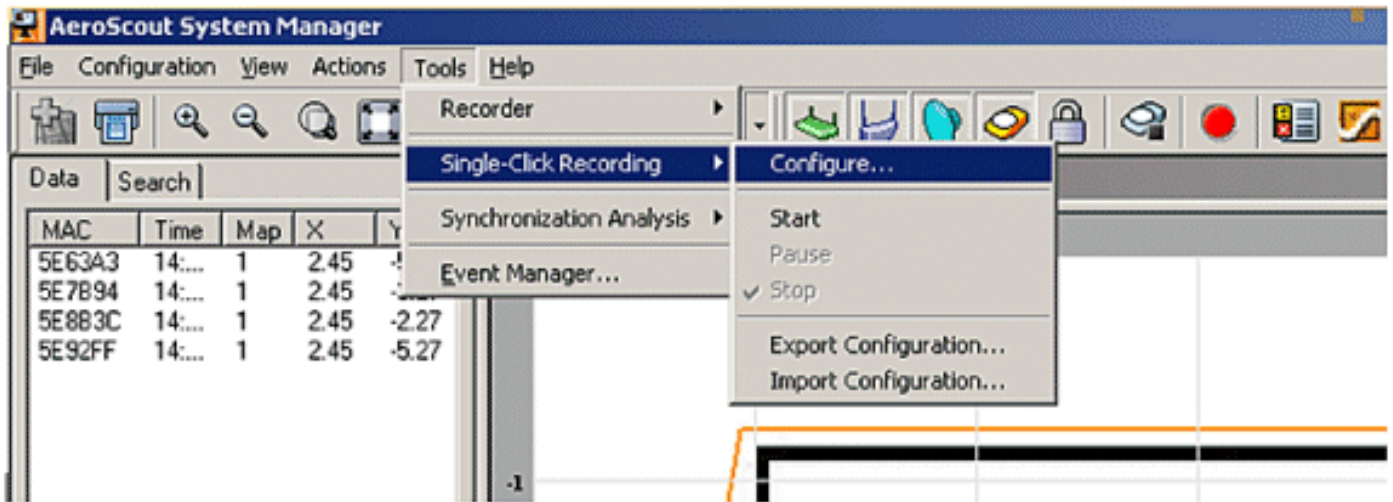 AeroScout System Manager
File Configuration View Actions Tools Help
Recorder
Single-Click Recording
Synchronization Analysis
Event Manager...
Configure...
Start
Pause
Stop
Export Configuration...
Import Configuration...
Data Search
MAC Time Map X Y
5E63A3 14:... 1 2.45
5E7B94 14:... 1 2.45
5E8B3C 14:... 1 2.45 -2.27
5E92FF 14:... 1 2.45 -5.27
-1